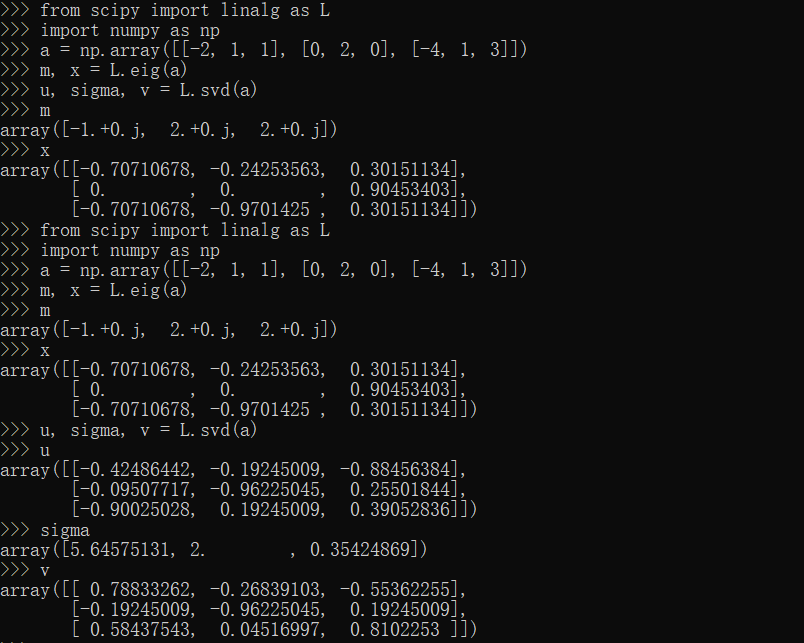 >>> from scipy import linalg as L
>>> import numpy as np
>>> a = np.array([[-2, 1, 1], [0, 2, 0], [-4, 1, 3]])
>>> m, x = L.eig(a)
>>> u, sigma, v = L.svd(a)
>>> m
array([-1.+0.j,  2.+0.j,  2.+0.j])
>>> x
array([[-0.70710678, -0.24253563,  0.30151134],
       [ 0.        ,  0.        ,  0.90453403],
       [-0.70710678, -0.9701425 ,  0.30151134]])
>>> from scipy import linalg as L
>>> import numpy as np
>>> a = np.array([[-2, 1, 1], [0, 2, 0], [-4, 1, 3]])
>>> m, x = L.eig(a)
>>> m
array([-1.+0.j,  2.+0.j,  2.+0.j])
>>> x
array([[-0.70710678, -0.24253563,  0.30151134],
       [ 0.        ,  0.        ,  0.90453403],
       [-0.70710678, -0.9701425 ,  0.30151134]])
>>> u, sigma, v = L.svd(a)
>>> u
array([[-0.42486442, -0.19245009, -0.88456384],
       [-0.09507717, -0.96225045,  0.25501844],
       [-0.90025028,  0.19245009,  0.39052836]])
>>> sigma
array([5.64575131, 2.        , 0.35424869])
>>> v
array([[ 0.78833262, -0.26839103, -0.55362255],
       [-0.19245009, -0.96225045,  0.19245009],
       [ 0.58437543,  0.04516997,  0.8102253 ]])